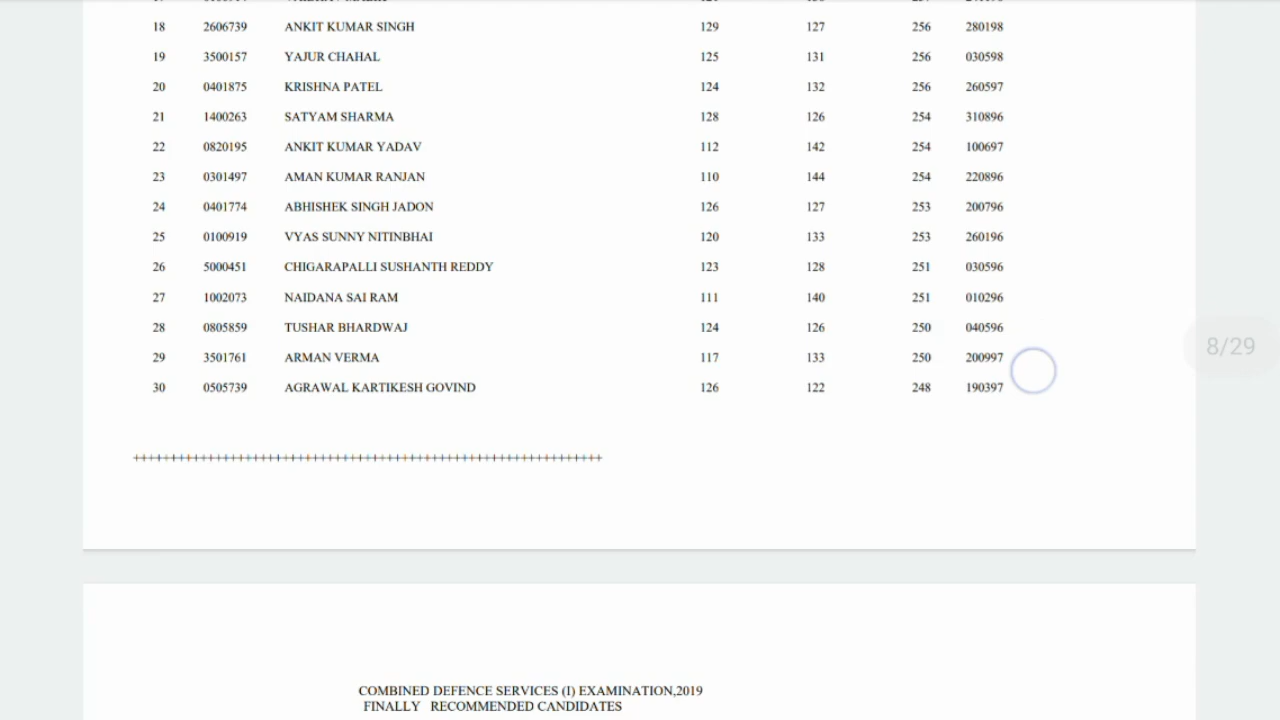 18 2606739 ANKIT KUMAR SINGH 129 127 256 280198
19 3500157 YAJUR CHAHAL 125 131 256 030598
20 0401875 KRISHNA PATEL 124 132 256 260597
21 1400263 SATYAM SHARMA 128 126 254 310896
22 0820195 ANKIT KUMAR YADAV 112 142 254 100697
23 0301497 AMAN KUMAR RANJAN 110 144 254 220896
24 0401774 ABHISHEK SINGH JADON 126 127 253 200796
25 0100919 VYAS SUNNY NITINBHAI 120 133 253 260196
26 5000451 CHIGARAPALLI SUSHANTH REDDY 123 128 251 030596
27 1002073 NAIDANA SAI RAM 111 140 251 010296
28 0805859 TUSHAR BHARDWAJ 124 126 250 040596
29 3501761 ARMAN VERMA 117 133 250 200997
8/29
30 0505739 AGRAWAL KARTIKESH GOVIND 126 122 248 190397
+++++++++++++++++++++++++++++++++++++++++++++++++++++++++++++++
COMBINED DEFENCE SERVICES (I) EXAMINATION,2019
FINALLY RECOMMENDED CANDIDATES